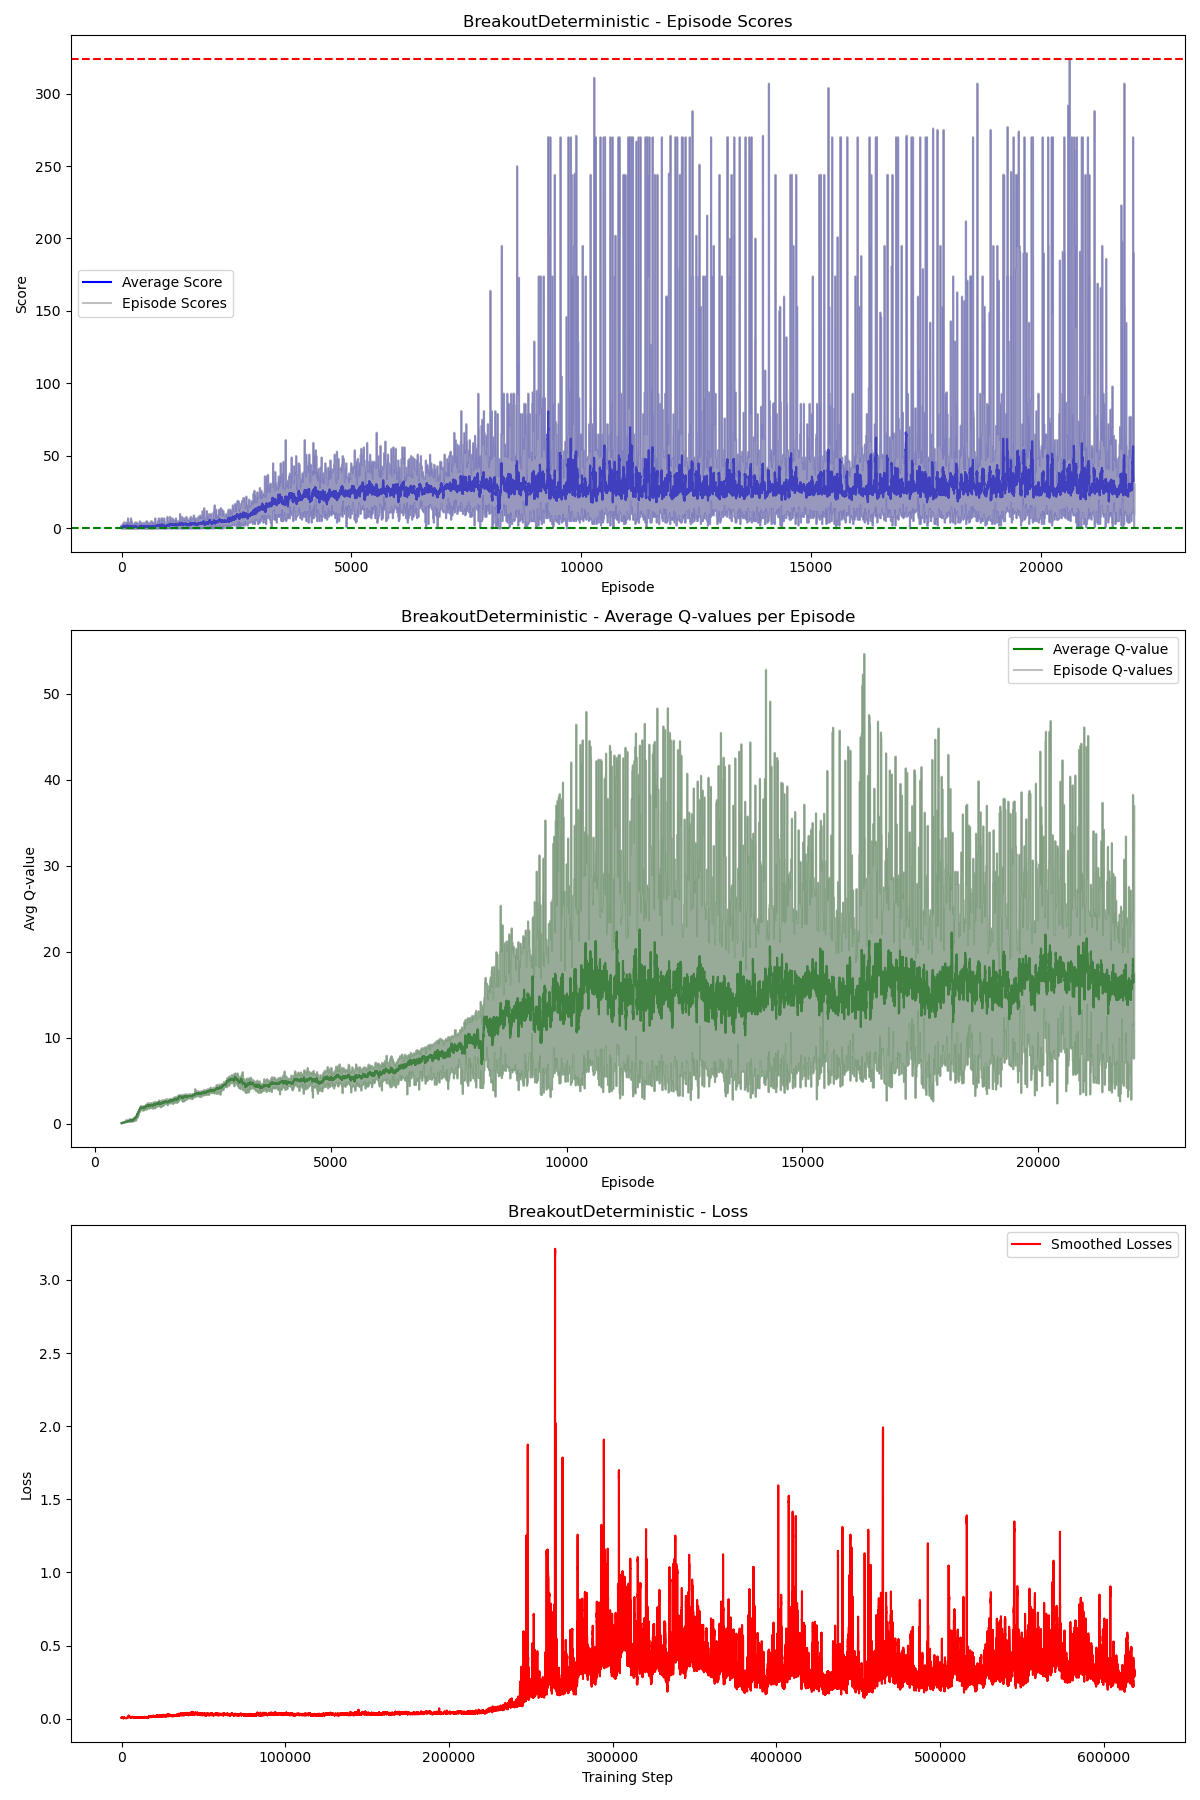 BreakoutDeterministic - Episode Scores
300
250
200
150
100
50
0
Score
Average Score
Episode Scores
0 5000 10000 15000 20000
Episode
BreakoutDeterministic - Average Q-values per Episode
50
40
30
20
10
0
Avg Q-value
Average Q-value
Episode Q-values
0 5000 10000 15000 20000
Episode
BreakoutDeterministic - Loss
3.0
2.5
2.0
1.5
1.0
0.5
0.0
Loss
Smoothed Losses
0 100000 200000 300000 400000 500000 600000
Training Step